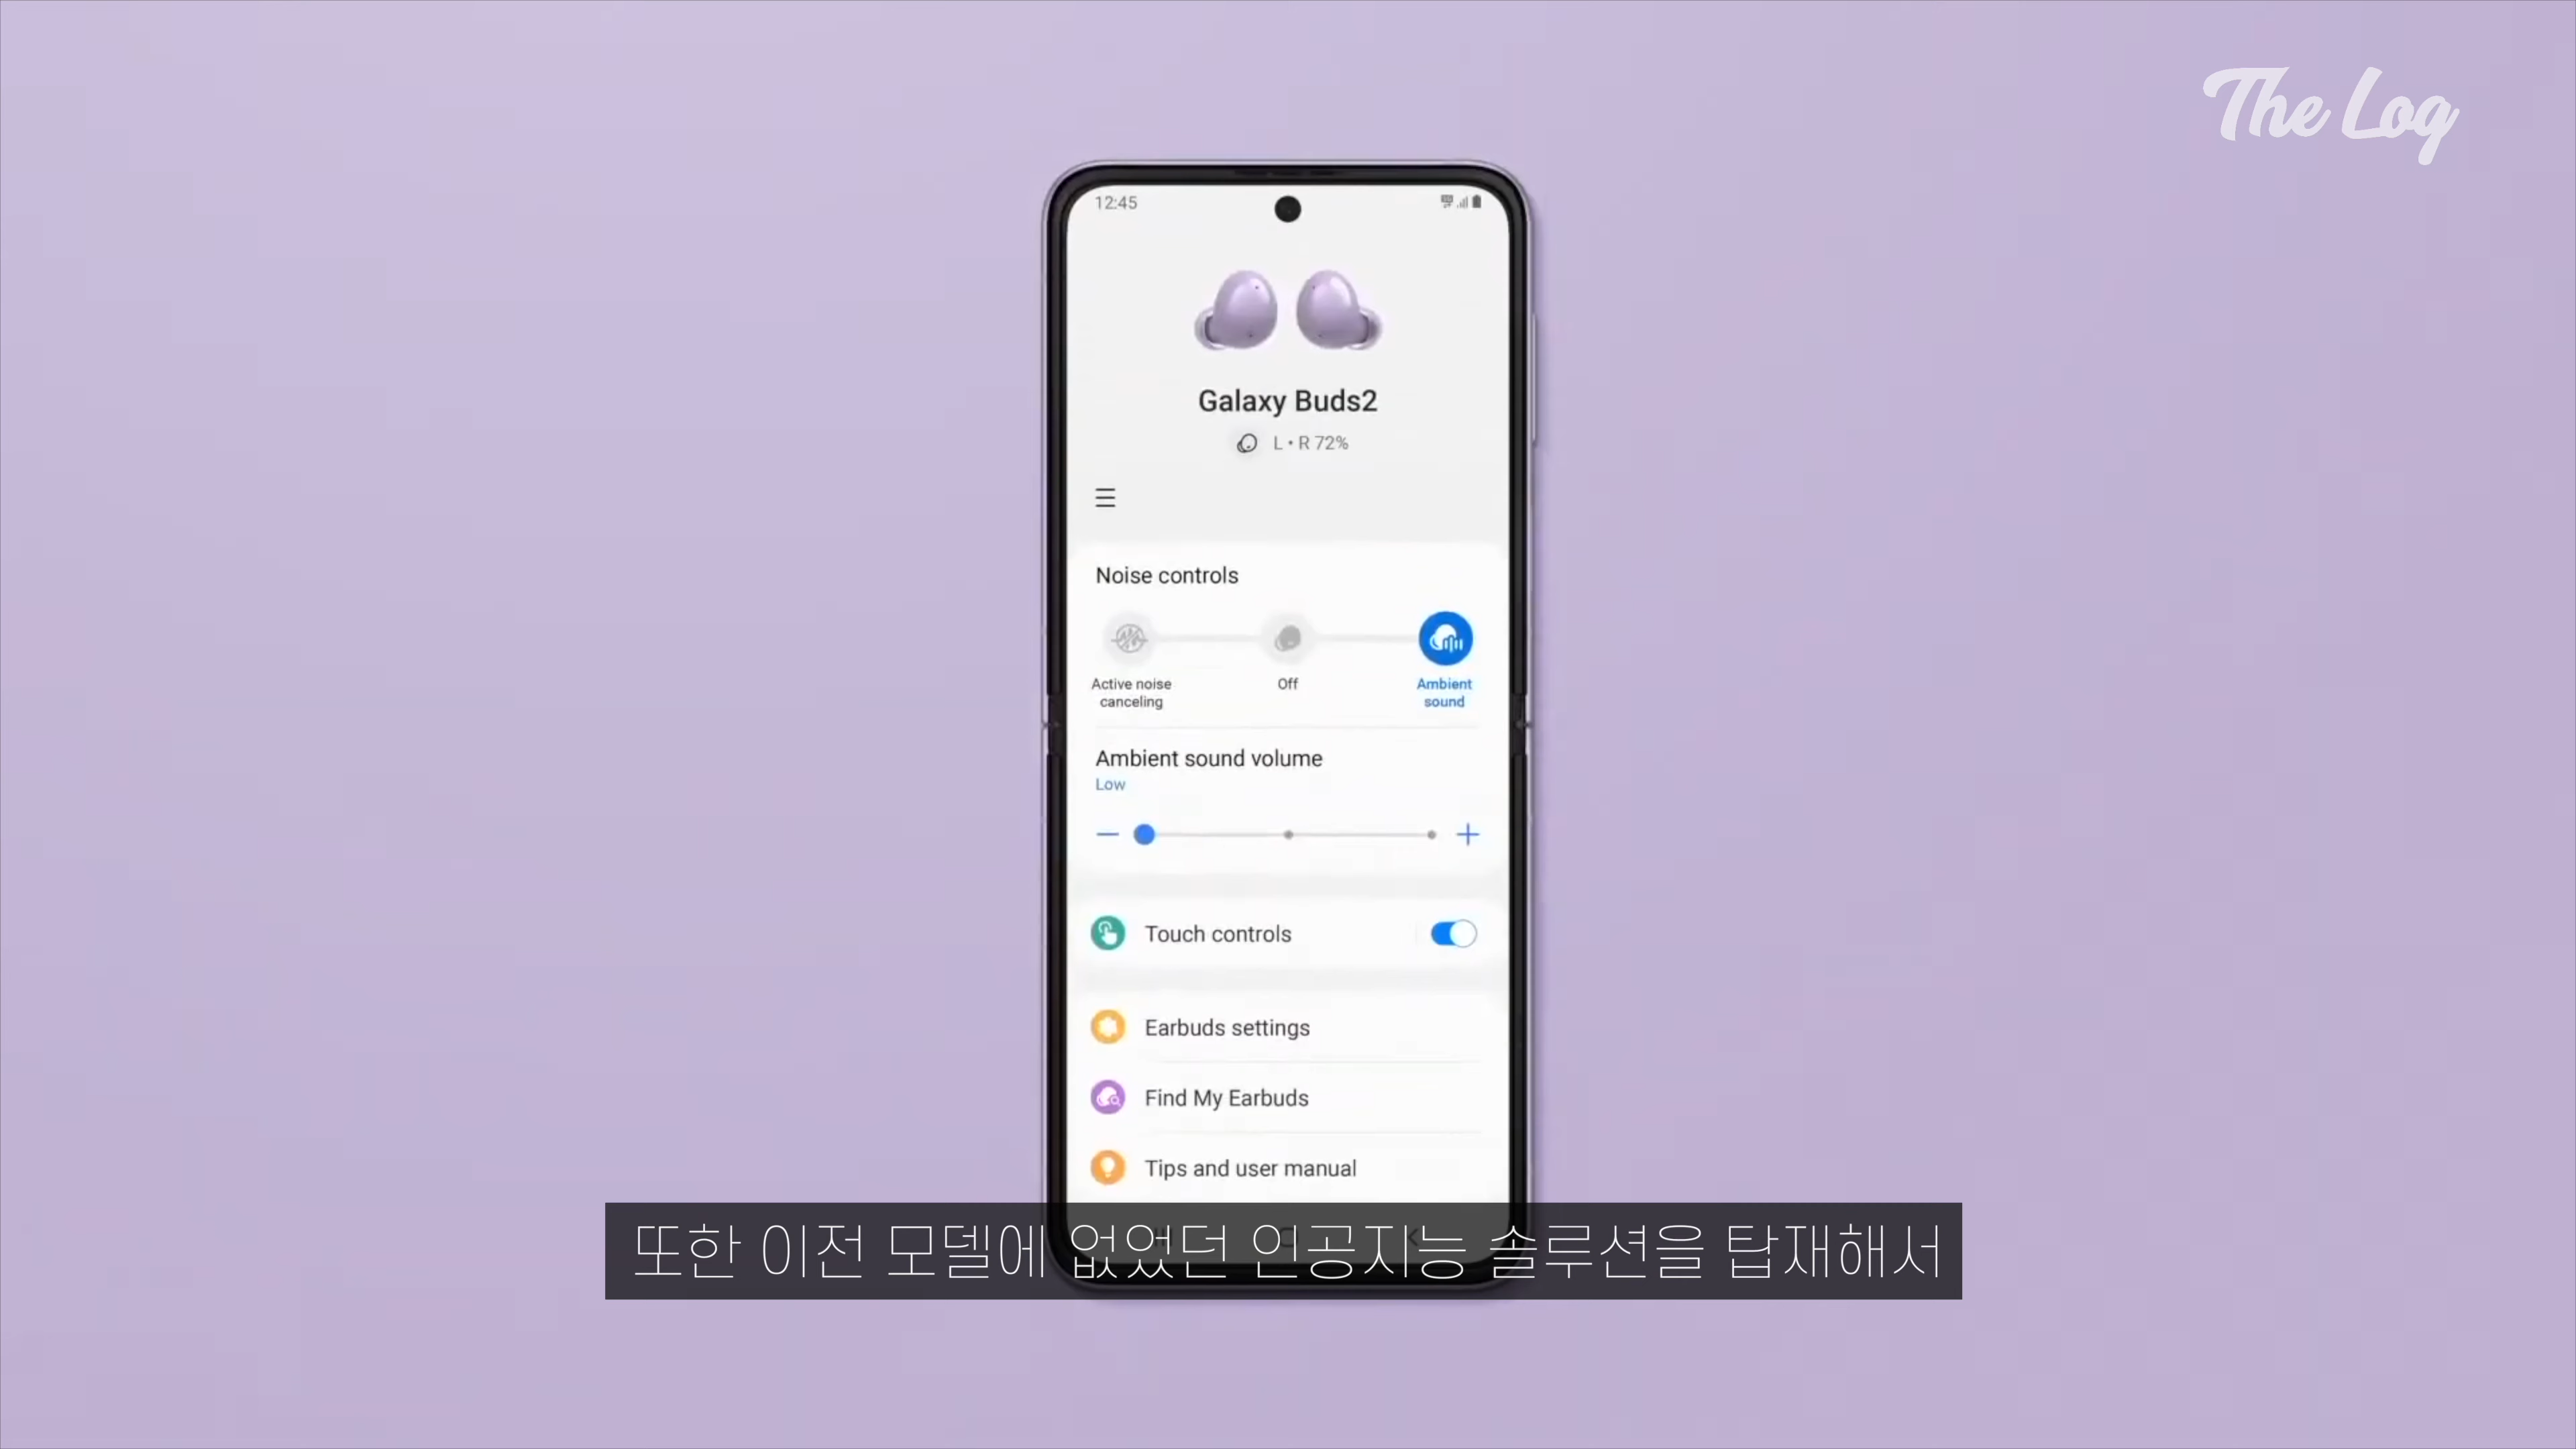 The Log
12:45
Galaxy Buds2
L • R 72%
Noise controls
Active noise canceling
Off
Ambient sound
Ambient sound volume
Low
Touch controls
Earbuds settings
Find My Earbuds
Tips and user manual
또한 이전 모델에 없었던 인공지능 솔루션을 탑재해서